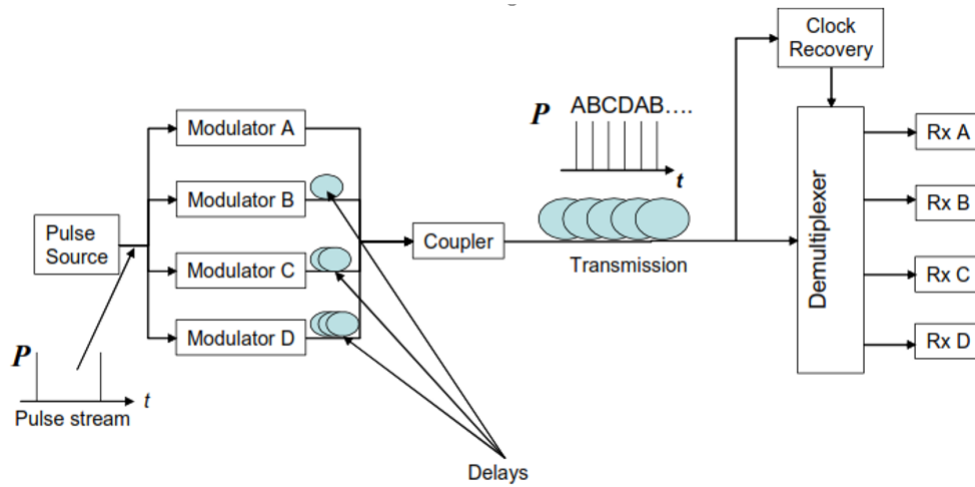 Clock
Recovery
Modulator A
P
ABCDAB....
t
Rx A
Modulator B
Rx B
Pulse
Source
Coupler
Demultiplexer
Modulator C
Transmission
Rx C
Modulator D
Rx D
P
t
Pulse stream
Delays